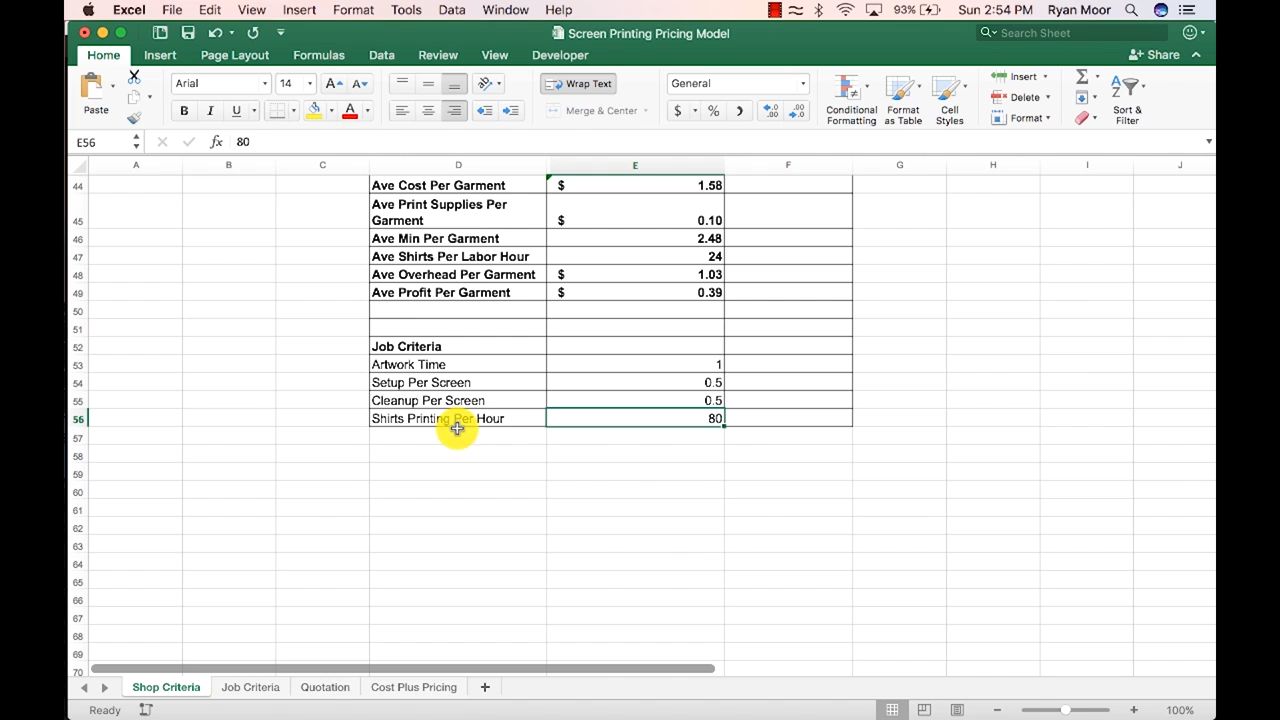 Excel File Edit View Insert Format Tools Data Window Help 93% Sun 2:54 PM Ryan Moor
Screen Printing Pricing Model Search Sheet
Home Insert Page Layout Formulas Data Review View Developer Share
Paste Arial 14 A A Wrap Text General Conditional Formatting Format as Table Cell Styles Insert Sort & Filter
B I U A Merge & Center $ % Delete
Format
E56 fx 80
A B C D E F G H I J
44 Ave Cost Per Garment $ 1.58
Ave Print Supplies Per
45 Garment $ 0.10
46 Ave Min Per Garment 2.48
47 Ave Shirts Per Labor Hour 24
48 Ave Overhead Per Garment $ 1.03
49 Ave Profit Per Garment $ 0.39
50
51
52 Job Criteria
53 Artwork Time 1
54 Setup Per Screen 0.5
55 Cleanup Per Screen 0.5
56 Shirts Printing Per Hour 80
57
58
59
60
61
62
63
64
65
66
67
68
69
70
Shop Criteria Job Criteria Quotation Cost Plus Pricing +
Ready 100%